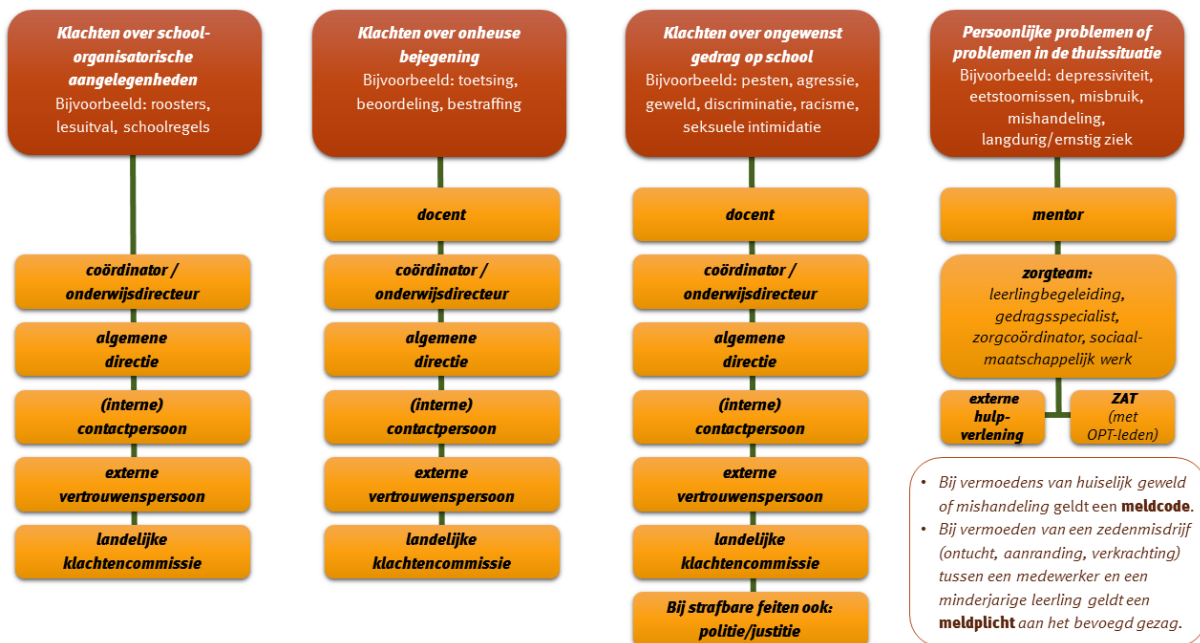 Klachten over school-
organisatorische
aangelegenheden
Bijvoorbeeld: roosters,
lesuitval, schoolregels
coördinator /
onderwijsdirecteur
algemene
directie
(interne)
contactpersoon
externe
vertrouwenspersoon
landelijke
klachtencommissie
Klachten over onheuse
bejegening
Bijvoorbeeld: toetsing,
beoordeling, bestraffing
docent
coördinator /
onderwijsdirecteur
algemene
directie
(interne)
contactpersoon
externe
vertrouwenspersoon
landelijke
klachtencommissie
Klachten over ongewenst
gedrag op school
Bijvoorbeeld: pesten, agressie,
geweld, discriminatie, racisme,
seksuele intimidatie
docent
coördinator /
onderwijsdirecteur
algemene
directie
(interne)
contactpersoon
externe
vertrouwenspersoon
landelijke
klachtencommissie
Bij strafbare feiten ook:
politie/justitie
Persoonlijke problemen of
problemen in de thuissituatie
Bijvoorbeeld: depressiviteit,
eetstoornissen, misbruik,
mishandeling,
langdurig/ernstig ziek
mentor
zorgteam:
leerlingbegeleiding,
gedragsspecialist,
zorgcoördinator, sociaal-
maatschappelijk werk
externe
hulp-
verlening
ZAT
(met
OPT-leden)
• Bij vermoedens van huiselijk geweld
of mishandeling geldt een meldcode.
• Bij vermoeden van een zedenmisdrijf
(ontucht, aanranding, verkrachting)
tussen een medewerker en een
minderjarige leerling geldt een
meldplicht aan het bevoegd gezag.